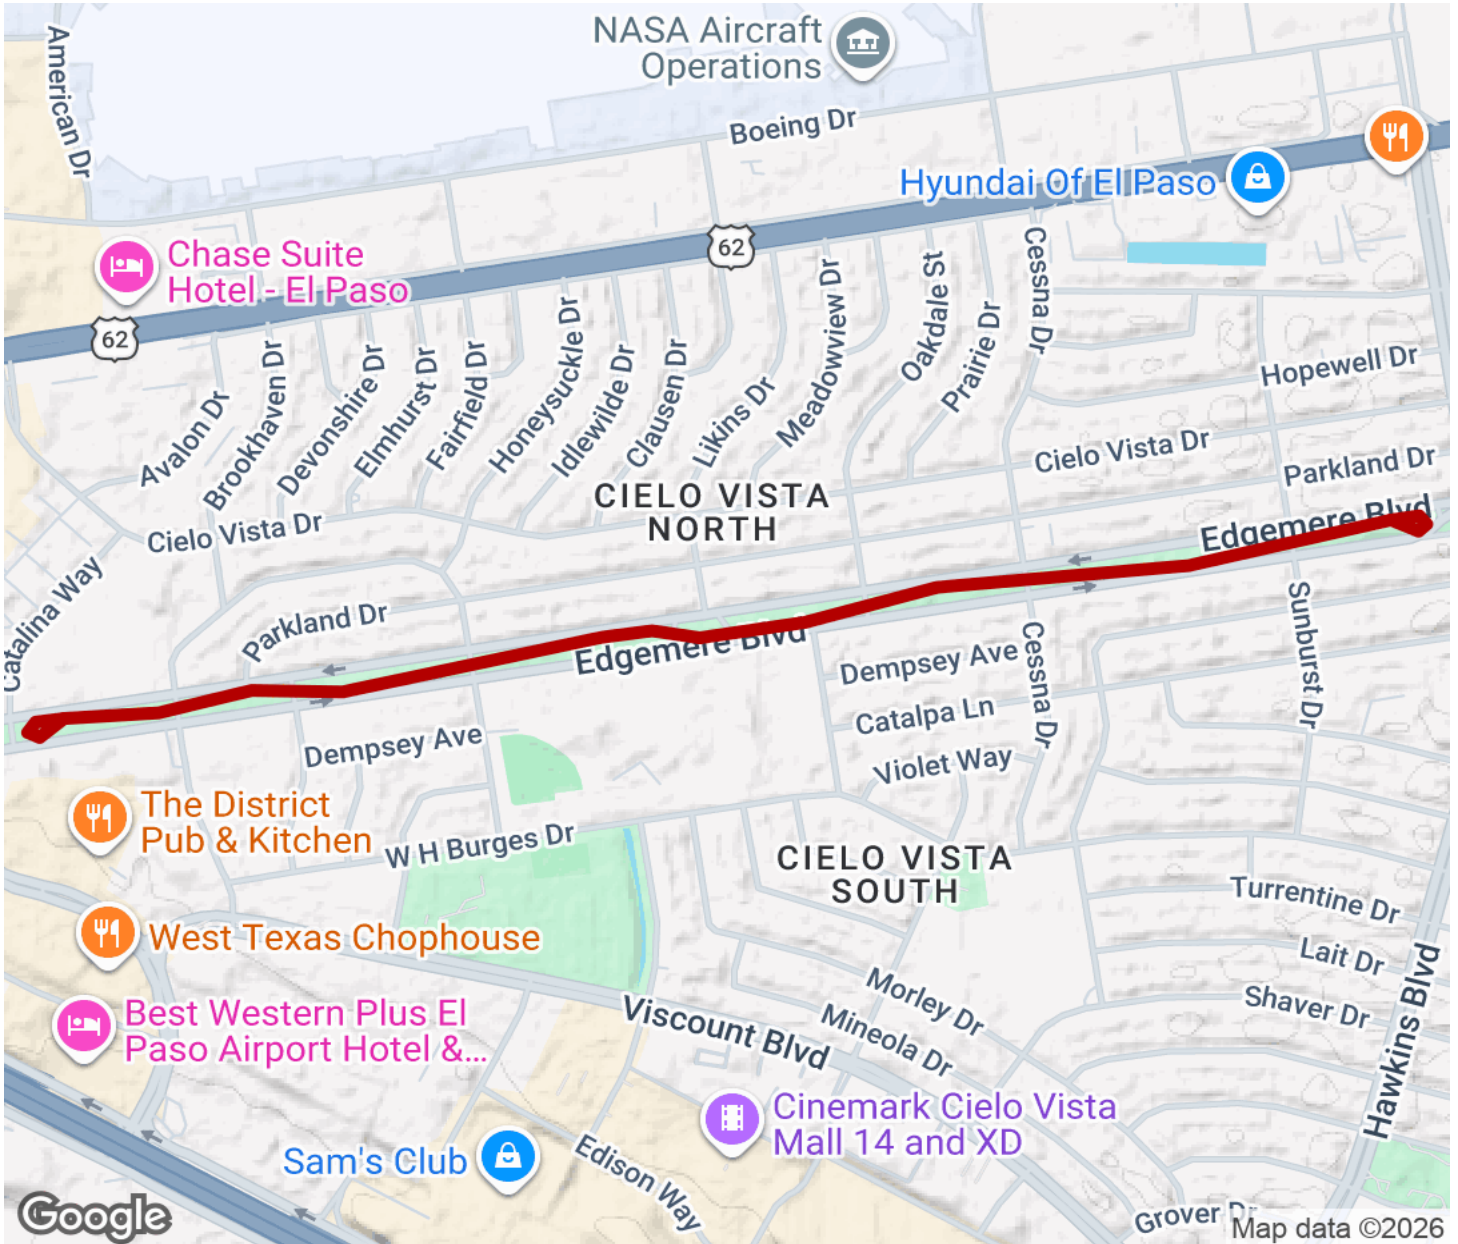 NASA Aircraft
Operations
American Dr
Boeing Dr
Hyundai Of El Paso
62
Chase Suite
Hotel - El Paso
62
Cessna Dr
Oakdale St
Meadowview Dr
Prairie Dr
Honeysuckle Dr
Hopewell Dr
Brookhaven Dr
Devonshire Dr
Elmhurst Dr
Fairfield Dr
Idlewilde Dr
Clausen Dr
Likins Dr
Avalon Dr
Cielo Vista Dr
Parkland Dr
CIELO VISTA
NORTH
Cielo Vista Dr
Edgemere Blvd
Catalina Way
Parkland Dr
Sunburst Dr
Edgemere Blvd
Dempsey Ave
Cessna Dr
Catalpa Ln
Dempsey Ave
Violet Way
The District
Pub & Kitchen
W H Burges Dr
CIELO VISTA
SOUTH
Turrentine Dr
West Texas Chophouse
Lait Dr
Hawkins Blvd
Morley Dr
Shaver Dr
Best Western Plus El
Paso Airport Hotel &...
Viscount Blvd
Mineola Dr
Cinemark Cielo Vista
Mall 14 and XD
Sam's Club
Edison Way
Google
Grover Dr
Map data ©2026